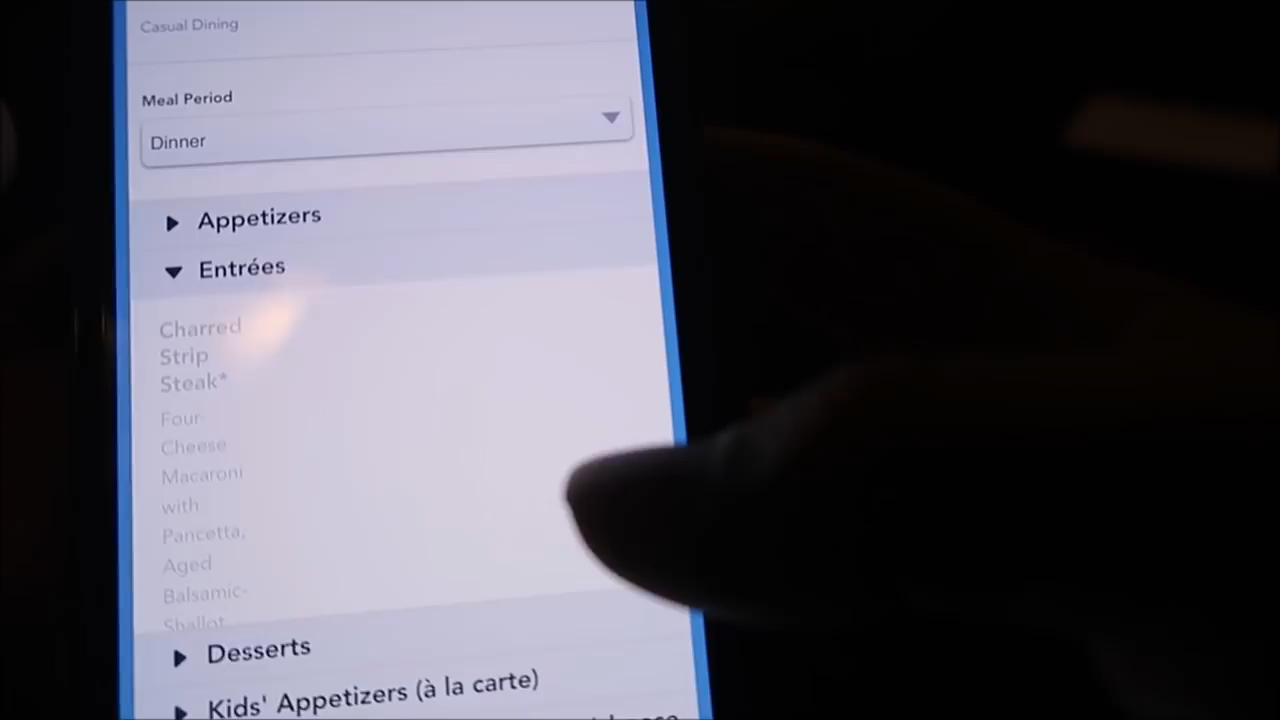 Casual Dining
Meal Period
Dinner
Appetizers
Entrées
Charred
Strip
Steak*
Four-
Cheese
Macaroni
with
Pancetta,
Aged
Balsamic-
Shallot
Desserts
Kids' Appetizers (à la carte)